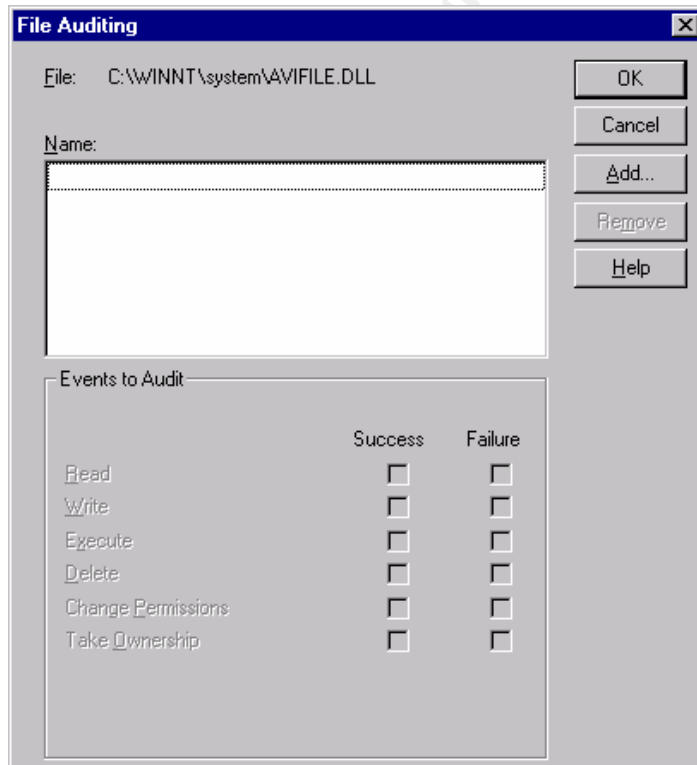 File Auditing
File: C:\WINNT\system\AVIFILE.DLL
OK
Cancel
Name:
Add...
Remove
Help
Events to Audit
Success Failure
Read
Write
Execute
Delete
Change Permissions
Take Ownership